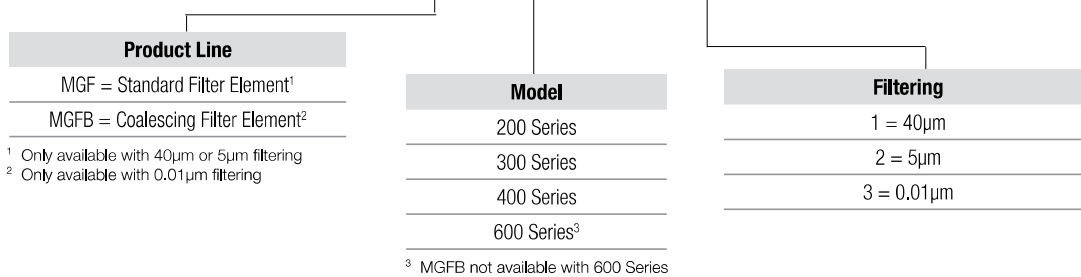 Product Line
MGF = Standard Filter Element¹
MGFB = Coalescing Filter Element²
¹ Only available with 40µm or 5µm filtering
² Only available with 0.01µm filtering
Model
200 Series
300 Series
400 Series
600 Series³
³ MGFB not available with 600 Series
Filtering
1 = 40µm
2 = 5µm
3 = 0.01µm